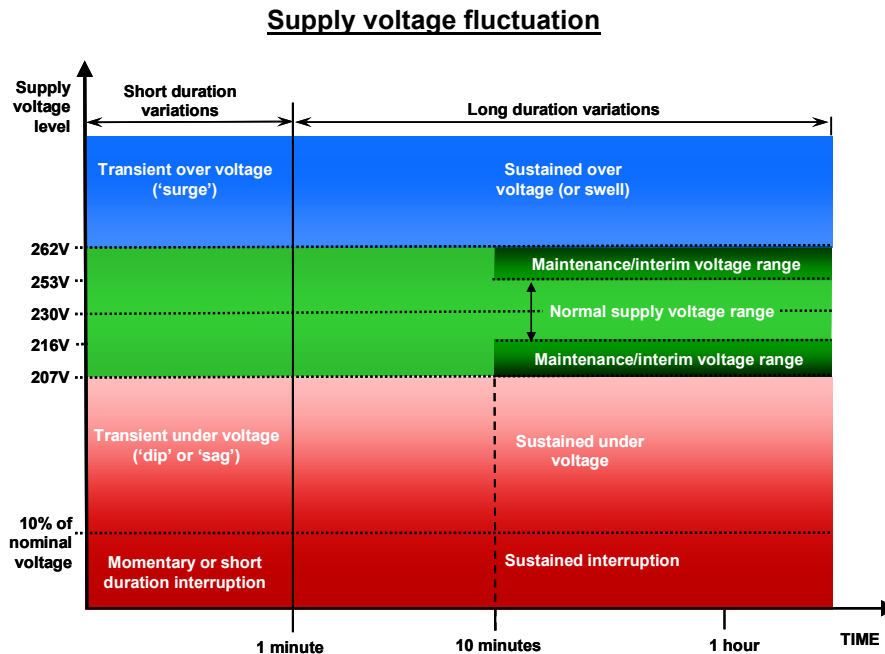 Supply voltage fluctuation
Supply
voltage
level
Short duration
variations
Long duration variations
Transient over voltage
(‘surge’)
Sustained over
voltage (or swell)
262V
253V
230V
216V
207V
Maintenance/interim voltage range
Normal supply voltage range
Maintenance/interim voltage range
Transient under voltage
(‘dip’ or ‘sag’)
Sustained under
voltage
10% of
nominal
voltage
Momentary or short
duration interruption
Sustained interruption
1 minute
10 minutes
1 hour
TIME